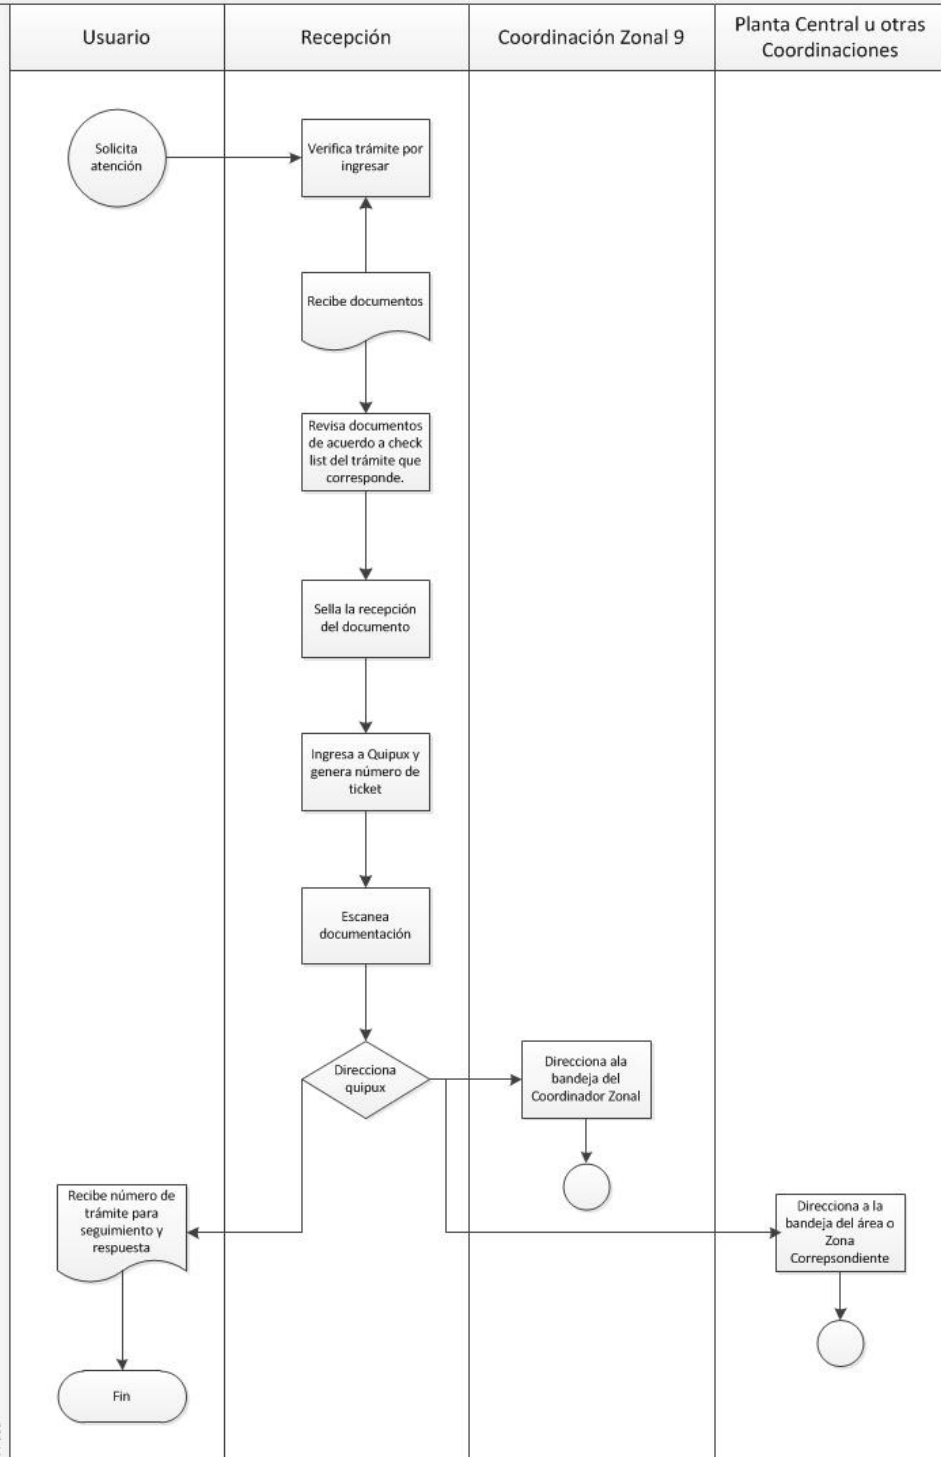 Usuario
Recepción
Coordinación Zonal 9
Planta Central u otras
Coordinaciones
Solicita
atención
Verifica trámite por
ingresar
Recibe documentos
Revisa documentos
de acuerdo a check
list del trámite que
corresponde.
Sella la recepción
del documento
Ingresa a Quipux y
genera número de
ticket
Escanea
documentación
Direcciona
quipux
Direcciona ala
bandeja del
Coordinador Zonal
Recibe número de
trámite para
seguimiento y
respuesta
Direcciona a la
bandeja del área o
Zona
Correpsondiente
Fin